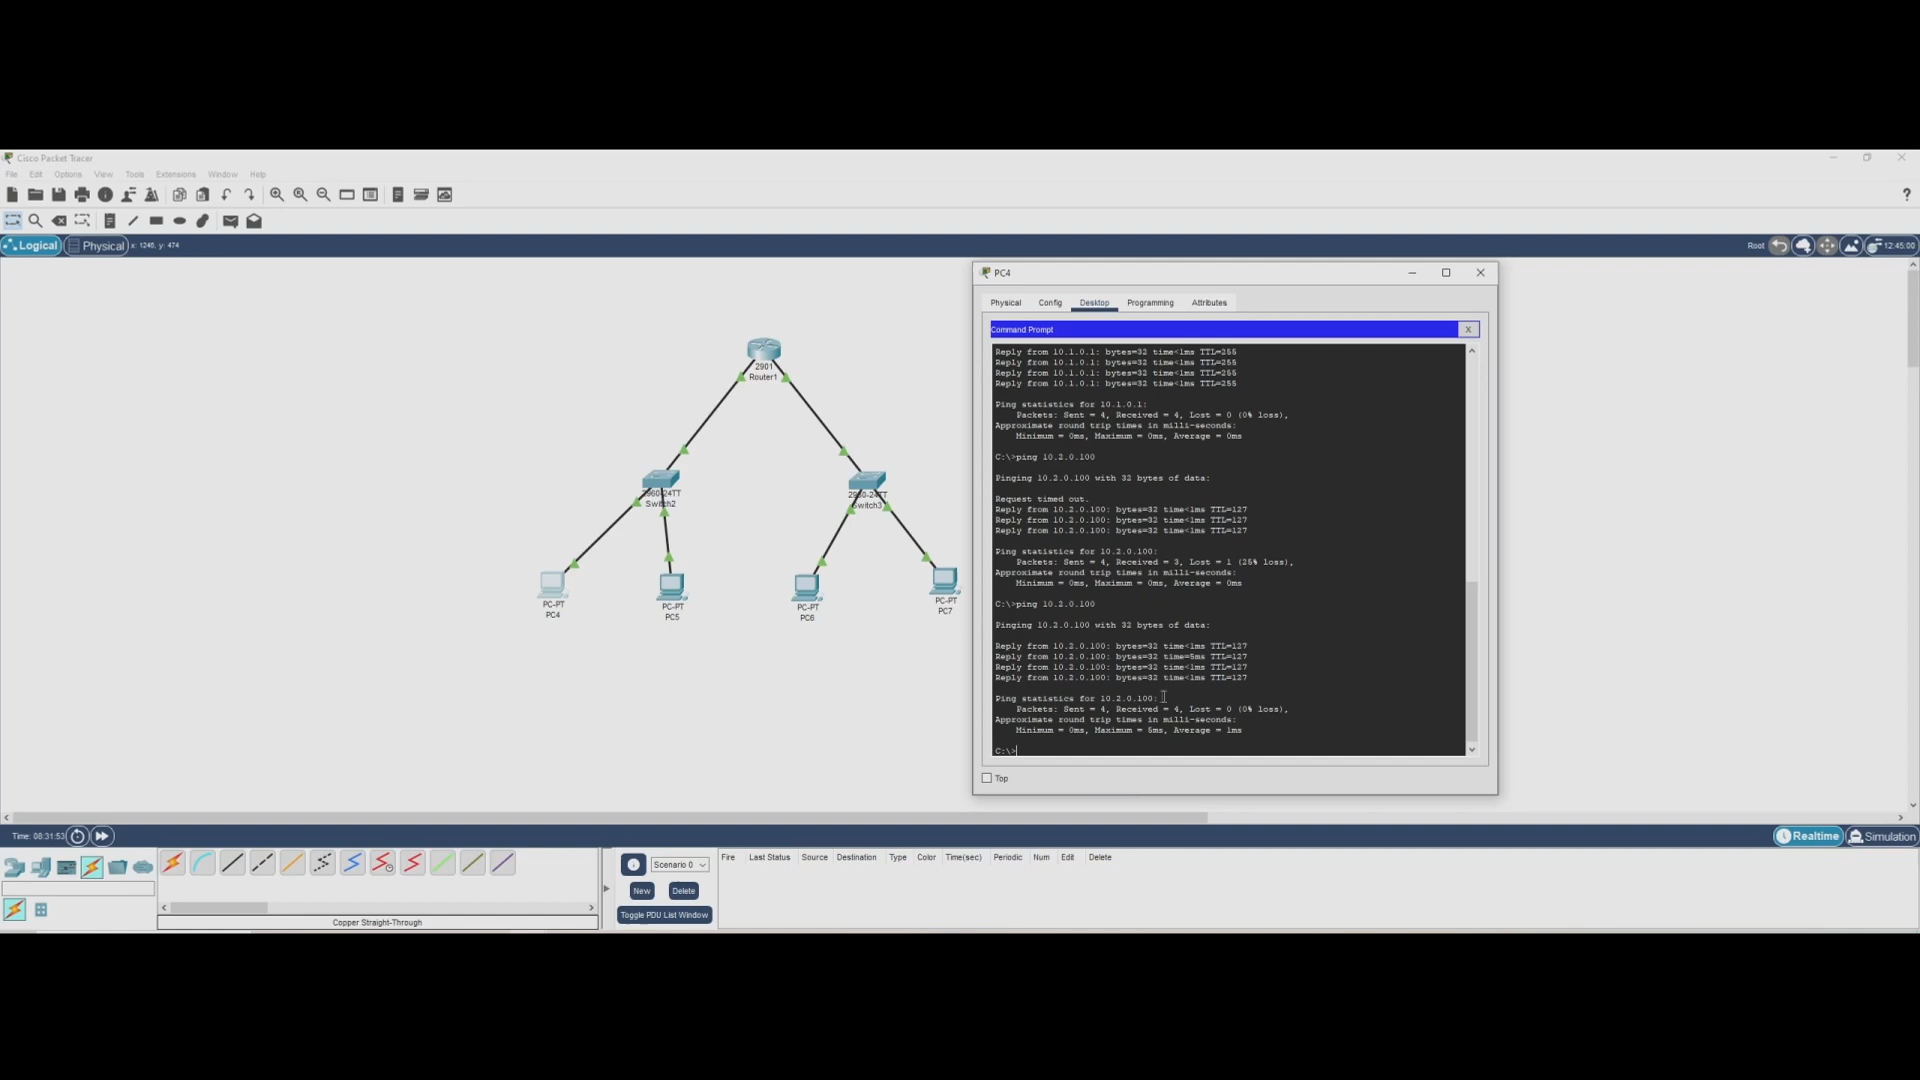 Cisco Packet Tracer
File Edit Options View Tools Extensions Window Help
Logical Physical x: 1246, y: 474
Root 12:45:00
2901
Router1
2960-24TT
Switch2
2960-24TT
Switch3
PC-PT
PC4
PC-PT
PC5
PC-PT
PC6
PC-PT
PC7
PC4
Physical Config Desktop Programming Attributes
Command Prompt X
Reply from 10.1.0.1: bytes=32 time<1ms TTL=255
Reply from 10.1.0.1: bytes=32 time<1ms TTL=255
Reply from 10.1.0.1: bytes=32 time<1ms TTL=255
Reply from 10.1.0.1: bytes=32 time<1ms TTL=255
Ping statistics for 10.1.0.1:
Packets: Sent = 4, Received = 4, Lost = 0 (0% loss),
Approximate round trip times in milli-seconds:
Minimum = 0ms, Maximum = 0ms, Average = 0ms
C:\>ping 10.2.0.100
Pinging 10.2.0.100 with 32 bytes of data:
Request timed out.
Reply from 10.2.0.100: bytes=32 time<1ms TTL=127
Reply from 10.2.0.100: bytes=32 time<1ms TTL=127
Reply from 10.2.0.100: bytes=32 time<1ms TTL=127
Ping statistics for 10.2.0.100:
Packets: Sent = 4, Received = 3, Lost = 1 (25% loss),
Approximate round trip times in milli-seconds:
Minimum = 0ms, Maximum = 0ms, Average = 0ms
C:\>ping 10.2.0.100
Pinging 10.2.0.100 with 32 bytes of data:
Reply from 10.2.0.100: bytes=32 time<1ms TTL=127
Reply from 10.2.0.100: bytes=32 time=5ms TTL=127
Reply from 10.2.0.100: bytes=32 time<1ms TTL=127
Reply from 10.2.0.100: bytes=32 time<1ms TTL=127
Ping statistics for 10.2.0.100:
Packets: Sent = 4, Received = 4, Lost = 0 (0% loss),
Approximate round trip times in milli-seconds:
Minimum = 0ms, Maximum = 5ms, Average = 1ms
C:\>
Top
Time: 08:31:53
Realtime Simulation
Scenario 0
New Delete
Toggle PDU List Window
Fire Last Status Source Destination Type Color Time(sec) Periodic Num Edit Delete
Copper Straight-Through